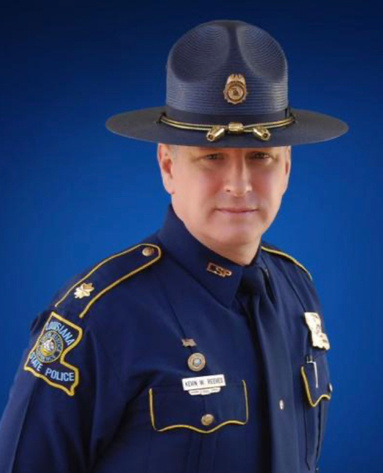 LSP
LOUISIANA
STATE POLICE
KEVIN W. REEVES